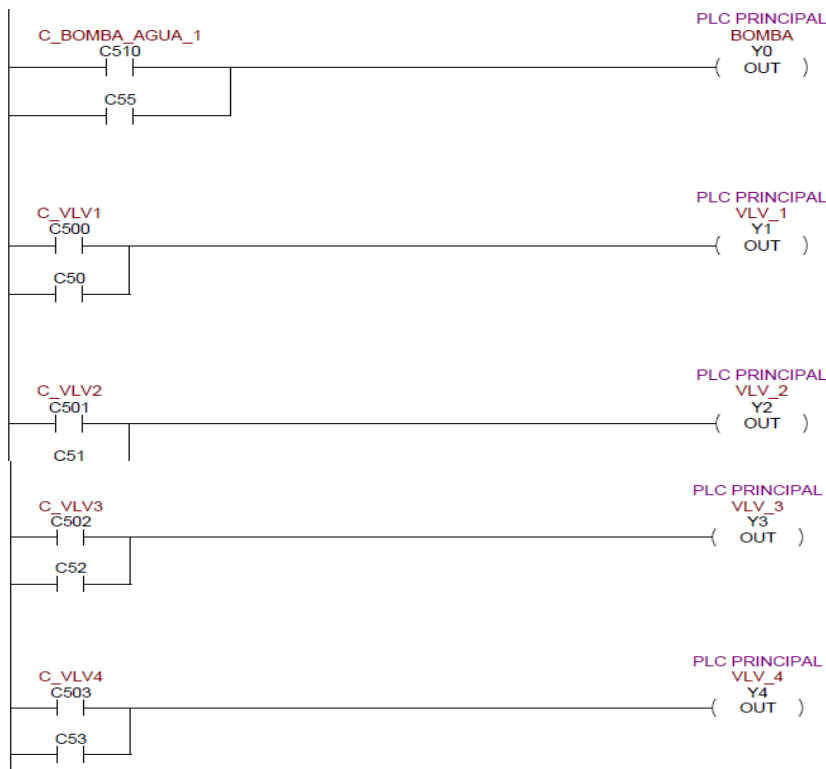 PLC PRINCIPAL
C_BOMBA_AGUA_1 BOMBA
C510 Y0
OUT
C55
PLC PRINCIPAL
C_VLV1 VLV_1
C500 Y1
OUT
C50
PLC PRINCIPAL
C_VLV2 VLV_2
C501 Y2
OUT
C51
PLC PRINCIPAL
C_VLV3 VLV_3
C502 Y3
OUT
C52
PLC PRINCIPAL
C_VLV4 VLV_4
C503 Y4
OUT
C53